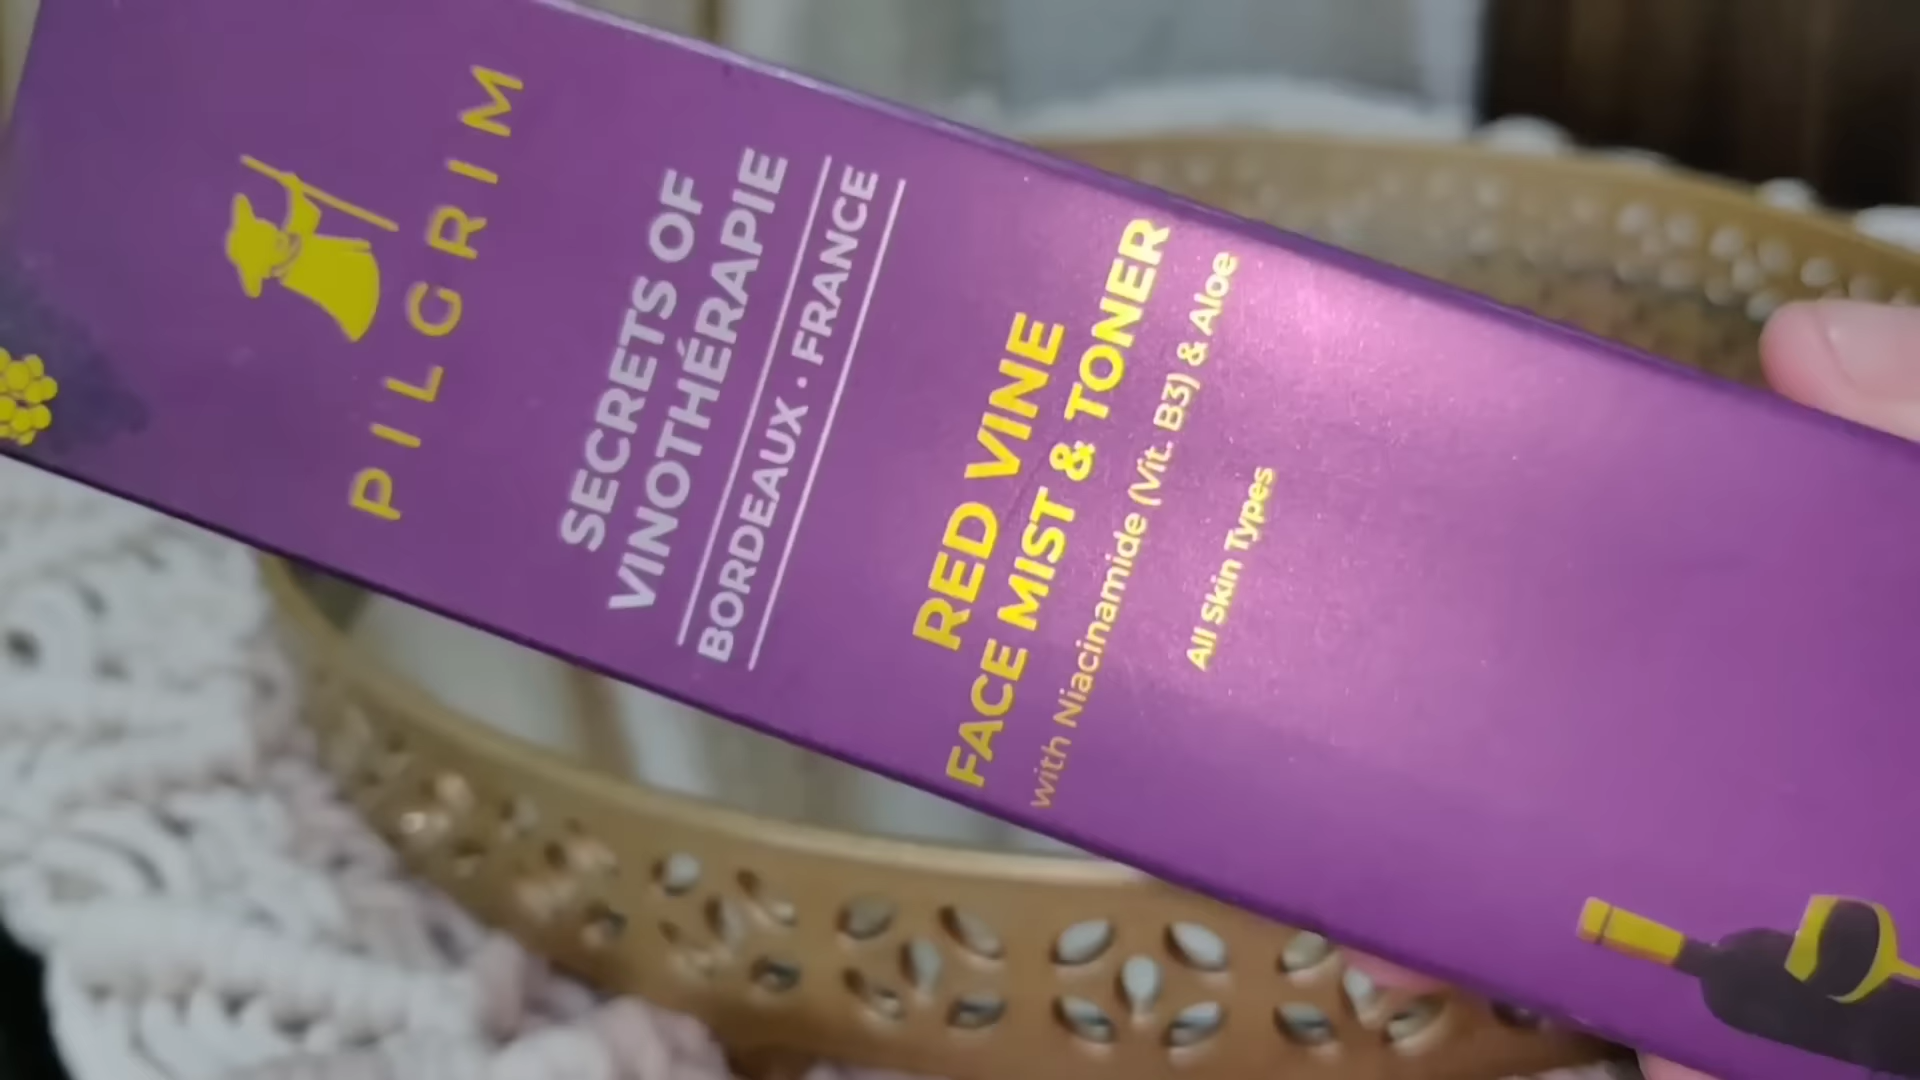 PILGRIM
SECRETS OF
VINOTHÉRAPIE
BORDEAUX · FRANCE
RED VINE
FACE MIST & TONER
with Niacinamide (Vit. B3) & Aloe
All Skin Types